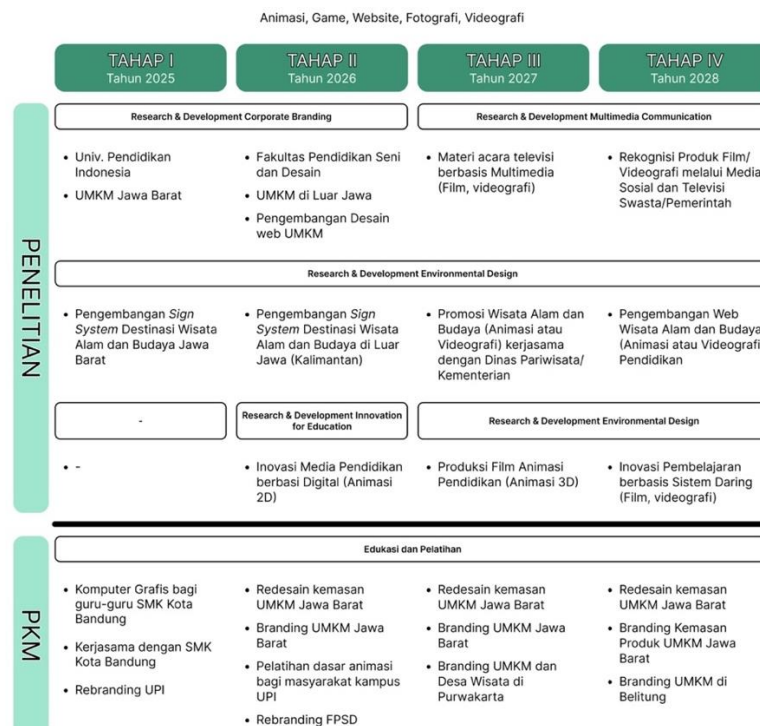 Animasi, Game, Website, Fotografi, Videografi
TAHAP I
Tahun 2025
TAHAP II
Tahun 2026
TAHAP III
Tahun 2027
TAHAP IV
Tahun 2028
PENELITIAN
Research & Development Corporate Branding
Research & Development Multimedia Communication
• Univ. Pendidikan
Indonesia
• UMKM Jawa Barat
• Fakultas Pendidikan Seni
dan Desain
• UMKM di Luar Jawa
• Pengembangan Desain
web UMKM
• Materi acara televisi
berbasis Multimedia
(Film, videografi)
• Rekognisi Produk Film/
Videografi melalui Media
Sosial dan Televisi
Swasta/Pemerintah
Research & Development Environmental Design
• Pengembangan Sign
System Destinasi Wisata
Alam dan Budaya Jawa
Barat
• Pengembangan Sign
System Destinasi Wisata
Alam dan Budaya di Luar
Jawa (Kalimantan)
• Promosi Wisata Alam dan
Budaya (Animasi atau
Videografi) kerjasama
dengan Dinas Pariwisata/
Kementerian
• Pengembangan Web
Wisata Alam dan Budaya
(Animasi atau Videografi
Pendidikan
-
Research & Development Innovation
for Education
Research & Development Environmental Design
• -
• Inovasi Media Pendidikan
berbasi Digital (Animasi
2D)
• Produksi Film Animasi
Pendidikan (Animasi 3D)
• Inovasi Pembelajaran
berbasis Sistem Daring
(Film, videografi)
PKM
Edukasi dan Pelatihan
• Komputer Grafis bagi
guru-guru SMK Kota
Bandung
• Kerjasama dengan SMK
Kota Bandung
• Rebranding UPI
• Redesain kemasan
UMKM Jawa Barat
• Branding UMKM Jawa
Barat
• Pelatihan dasar animasi
bagi masyarakat kampus
UPI
• Rebranding FPSD
• Redesain kemasan
UMKM Jawa Barat
• Branding UMKM Jawa
Barat
• Branding UMKM dan
Desa Wisata di
Purwakarta
• Redesain kemasan
UMKM Jawa Barat
• Branding Kemasan
Produk UMKM Jawa
Barat
• Branding UMKM di
Belitung